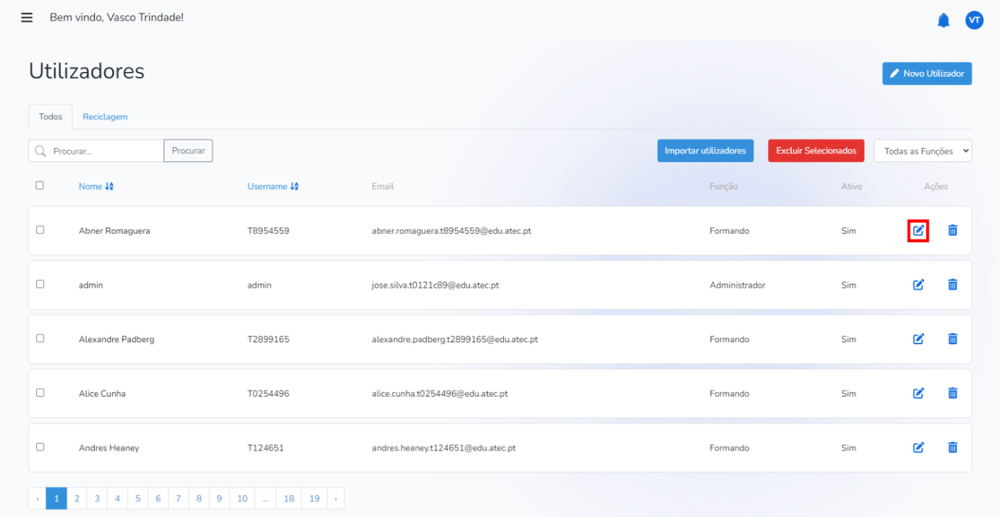 Bem vindo, Vasco Trindade!
VT
Utilizadores
Novo Utilizador
Todos Reciclagem
Procurar... Procurar Importar utilizadores Excluir Selecionados Todas as Funções
Nome Username Email Função Ativo Ações
Abner Romaguera T8954559 abner.romaguera.t8954559@edu.atec.pt Formando Sim
admin admin jose.silva.t0121c89@edu.atec.pt Administrador Sim
Alexandre Padberg T2899165 alexandre.padberg.t2899165@edu.atec.pt Formando Sim
Alice Cunha T0254496 alice.cunha.t0254496@edu.atec.pt Formando Sim
Andres Heaney T124651 andres.heaney.t124651@edu.atec.pt Formando Sim
‹ 1 2 3 4 5 6 7 8 9 10 ... 18 19 ›